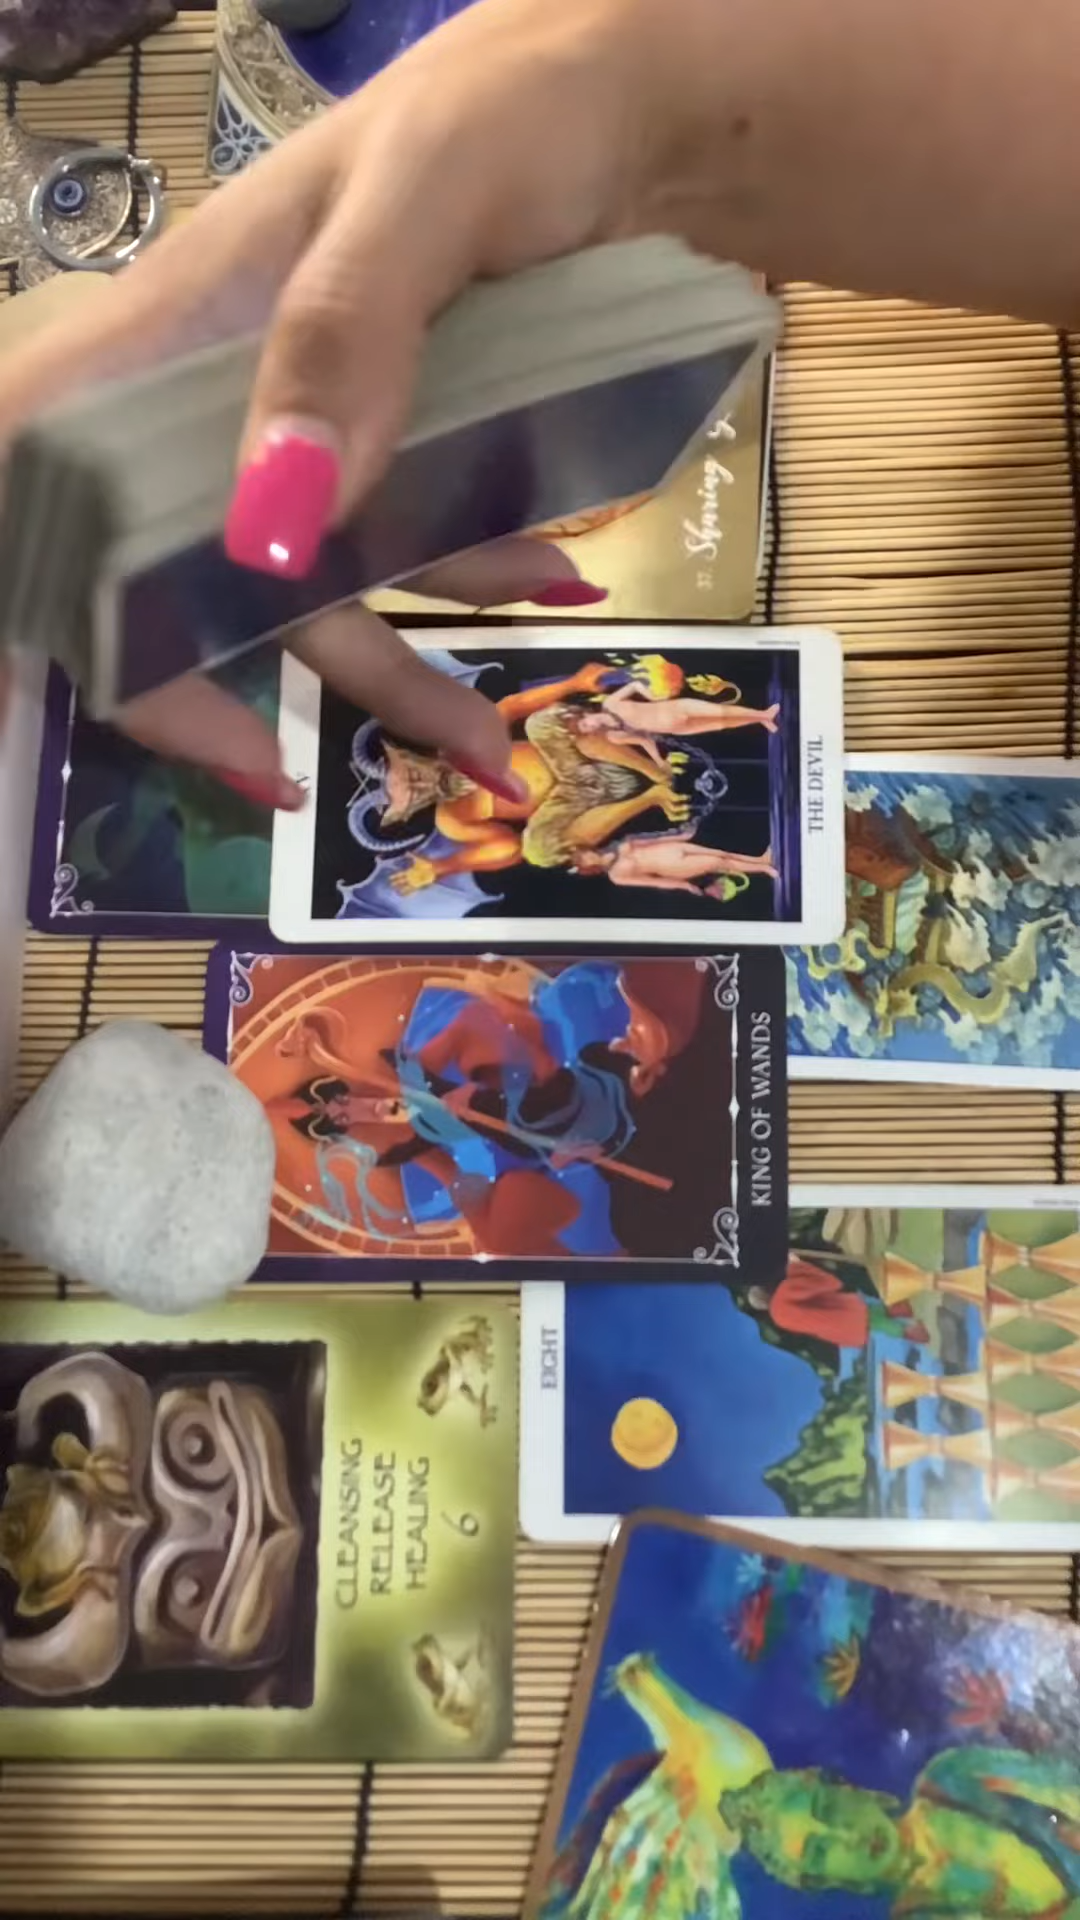 37. Sharing
THE DEVIL
KING OF WANDS
EIGHT
CLEANSING
RELEASE
HEALING
6